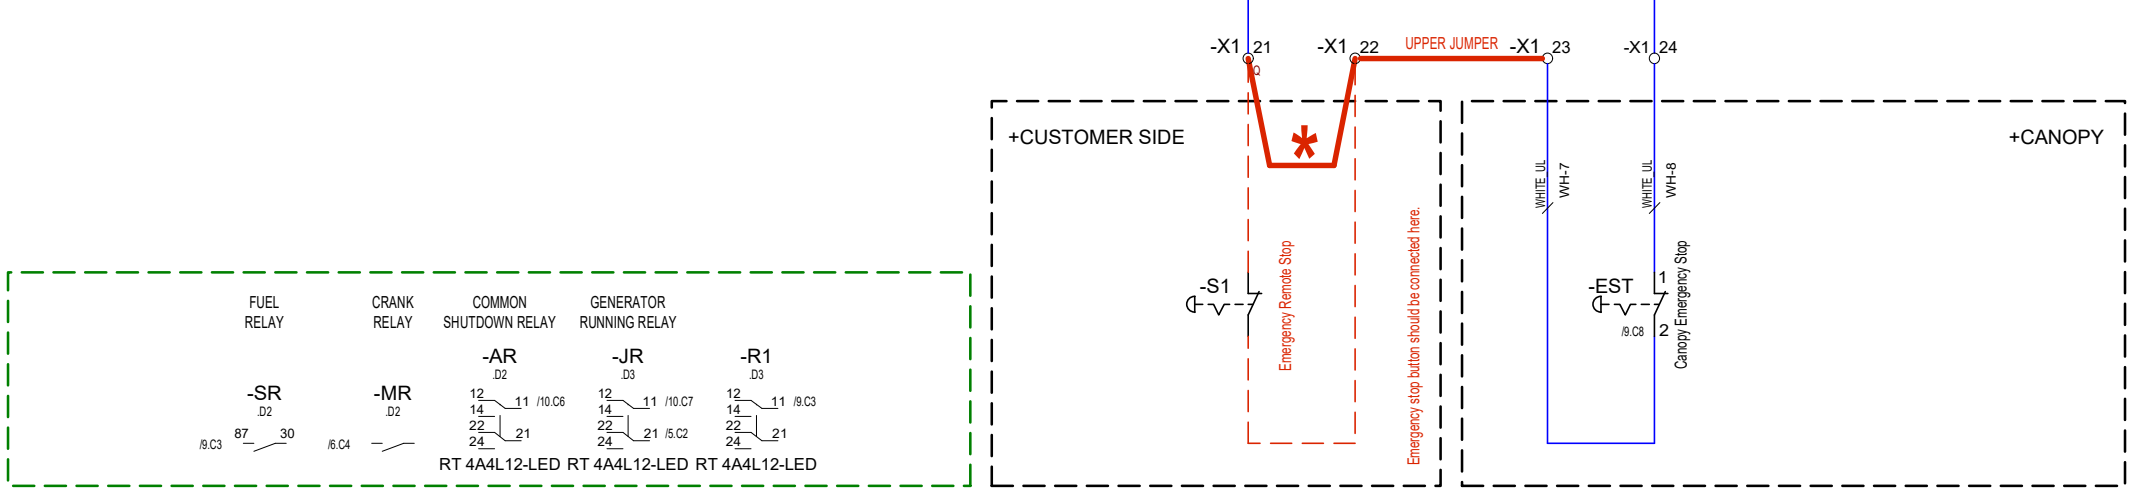 -X1 21
-X1 22
UPPER JUMPER
-X1 23
-X1 24
Q
+CUSTOMER SIDE
*
+CANOPY
WHITE_UL
WH-7
WHITE_UL
WH-8
-S1
Emergency Remote Stop
Emergency stop button should be connected here.
-EST
/9.C8
1
2
Canopy Emergency Stop
FUEL
RELAY
CRANK
RELAY
COMMON
SHUTDOWN RELAY
GENERATOR
RUNNING RELAY
-SR
.D2
/9.C3
87 30
-MR
.D2
/6.C4
-AR
.D2
12
11 /10.C6
14
22
21
24
RT 4A4L12-LED
-JR
.D3
12
11 /10.C7
14
22
21 /5.C2
24
RT 4A4L12-LED
-R1
.D3
12
11 /9.C3
14
22
21
24
RT 4A4L12-LED